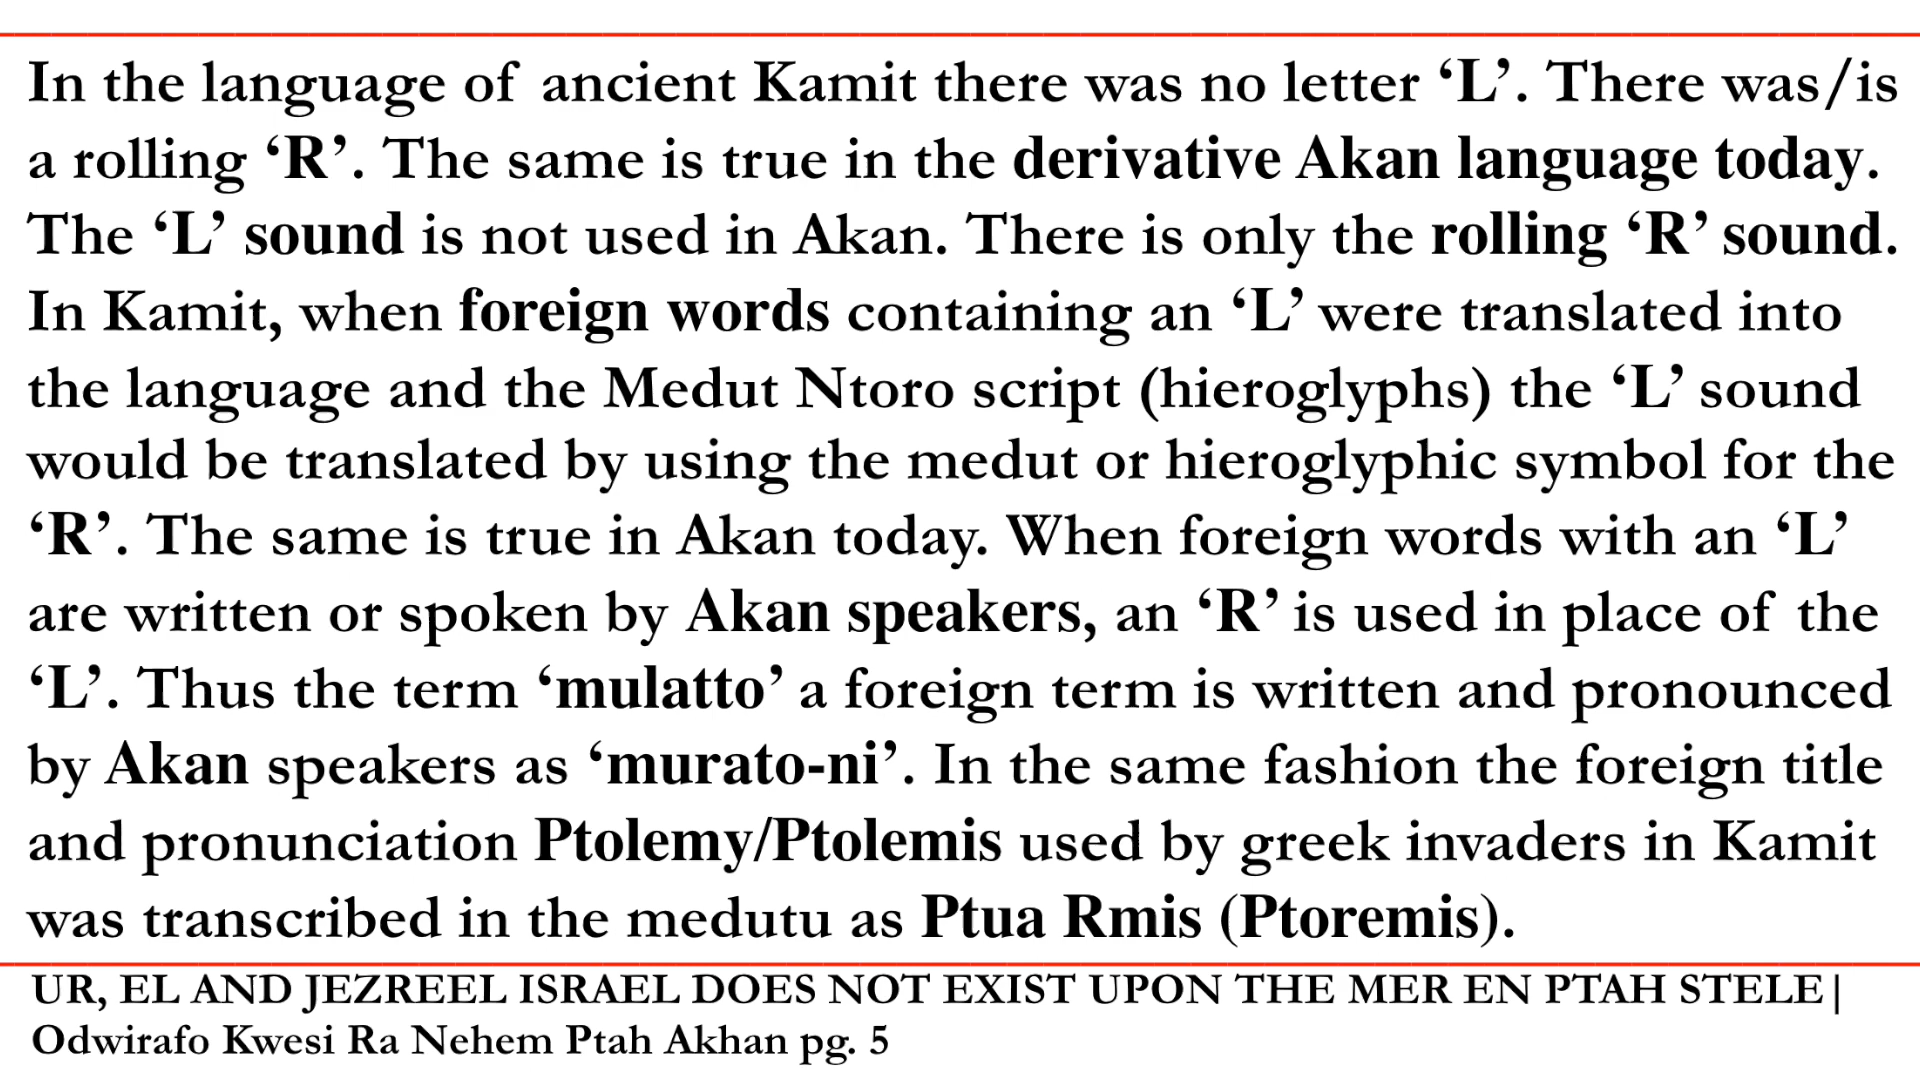 In the language of ancient Kamit there was no letter ‘L’. There was/is
a rolling ‘R’. The same is true in the derivative Akan language today.
The ‘L’ sound is not used in Akan. There is only the rolling ‘R’ sound.
In Kamit, when foreign words containing an ‘L’ were translated into
the language and the Medut Ntoro script (hieroglyphs) the ‘L’ sound
would be translated by using the medut or hieroglyphic symbol for the
‘R’. The same is true in Akan today. When foreign words with an ‘L’
are written or spoken by Akan speakers, an ‘R’ is used in place of the
‘L’. Thus the term ‘mulatto’ a foreign term is written and pronounced
by Akan speakers as ‘murato-ni’. In the same fashion the foreign title
and pronunciation Ptolemy/Ptolemis used by greek invaders in Kamit
was transcribed in the medutu as Ptua Rmis (Ptoremis).
UR, EL AND JEZREEL ISRAEL DOES NOT EXIST UPON THE MER EN PTAH STELE|
Odwirafo Kwesi Ra Nehem Ptah Akhan pg. 5